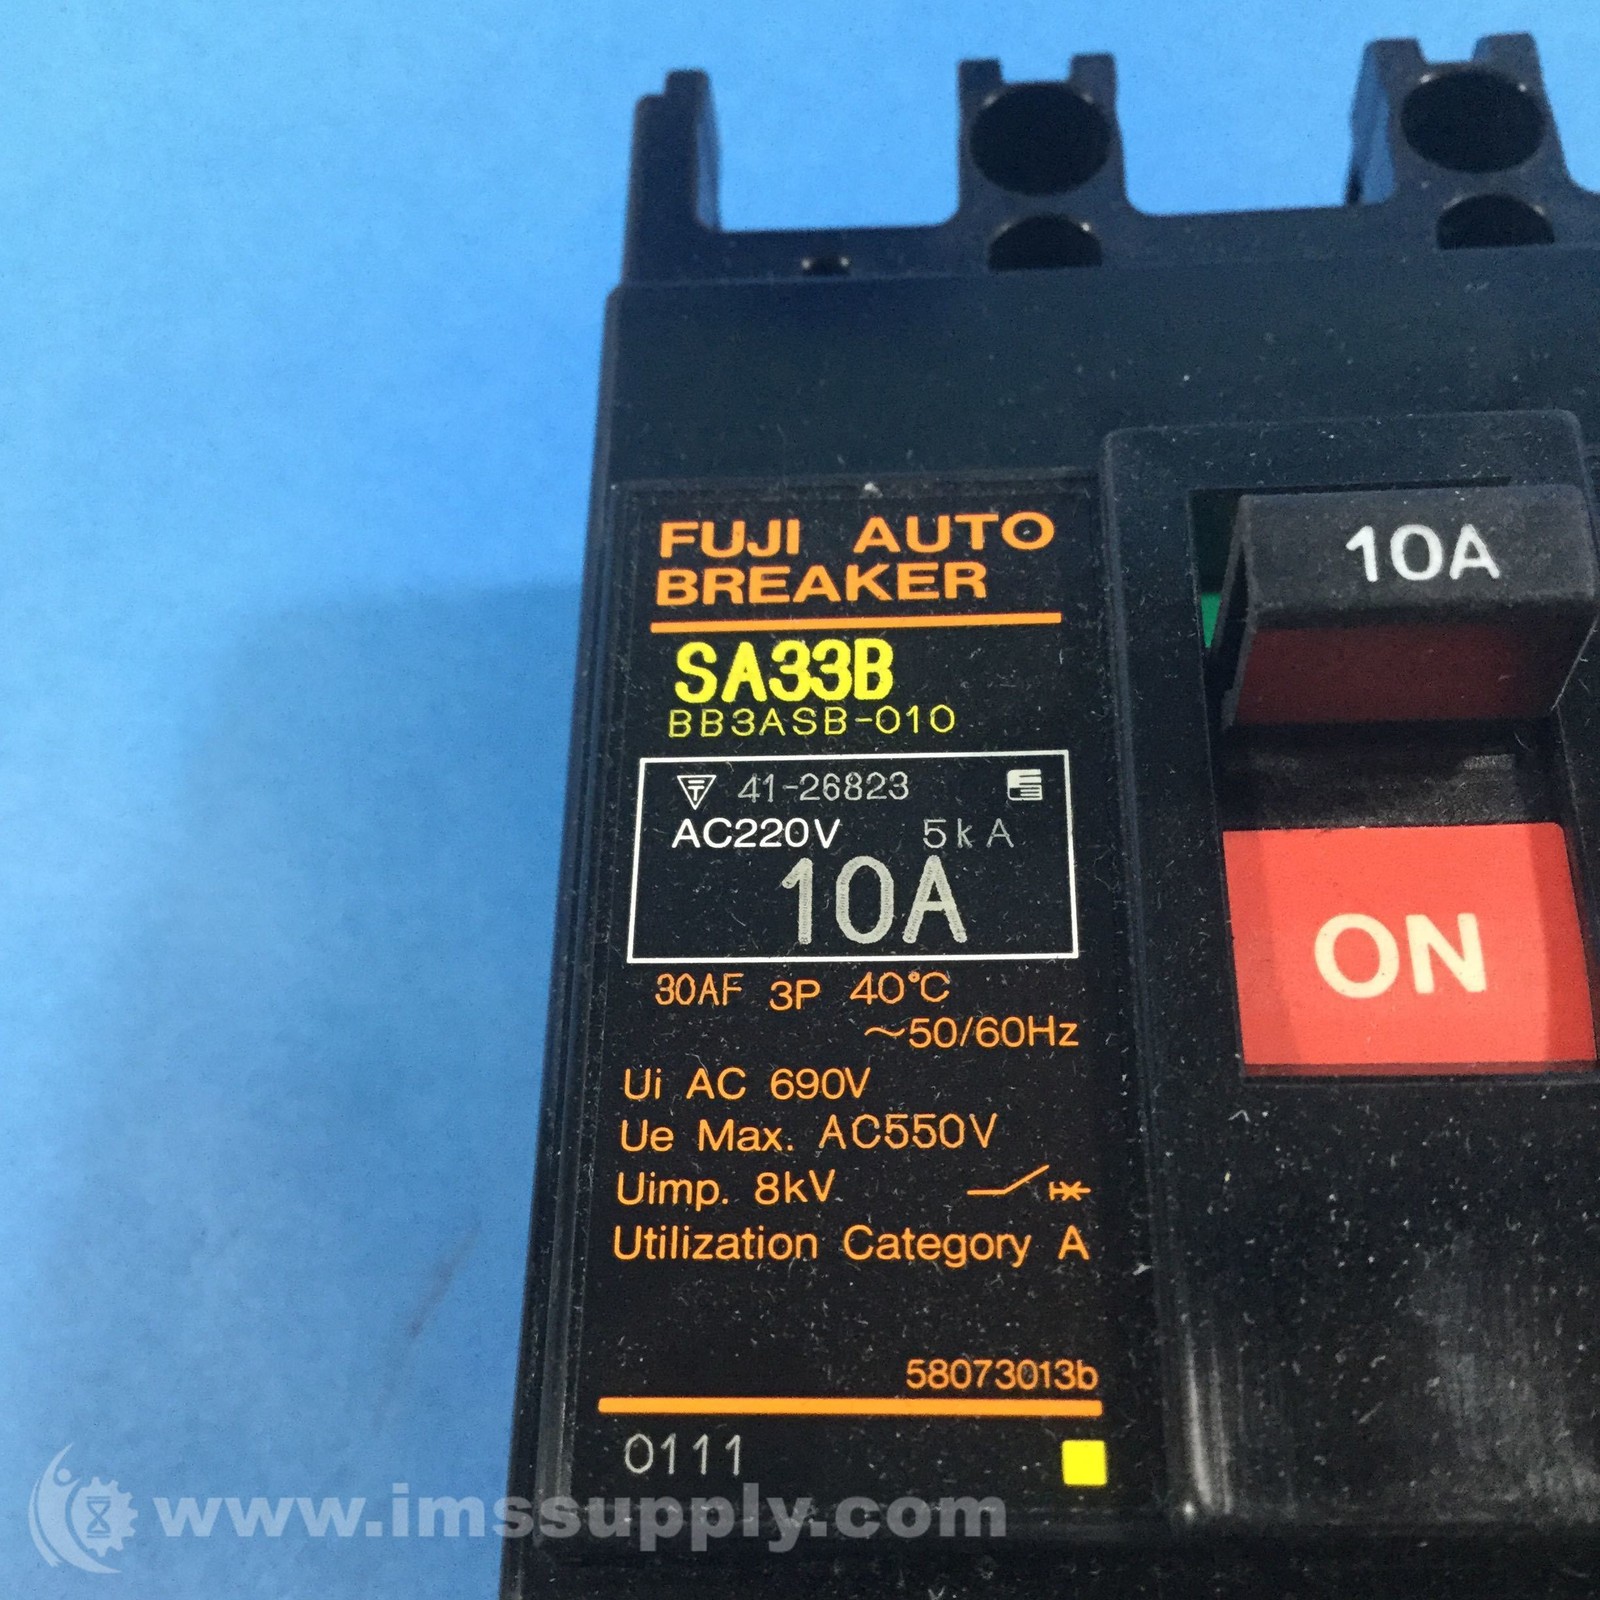 FUJI AUTO
BREAKER
SA33B
BB3ASB-010
41-26823
AC220V 5kA
10A
30AF 3P 40°C
~50/60Hz
Ui AC 690V
Ue Max. AC550V
Uimp. 8kV
Utilization Category A
58073013b
0111
10A
ON
www.imssupply.com